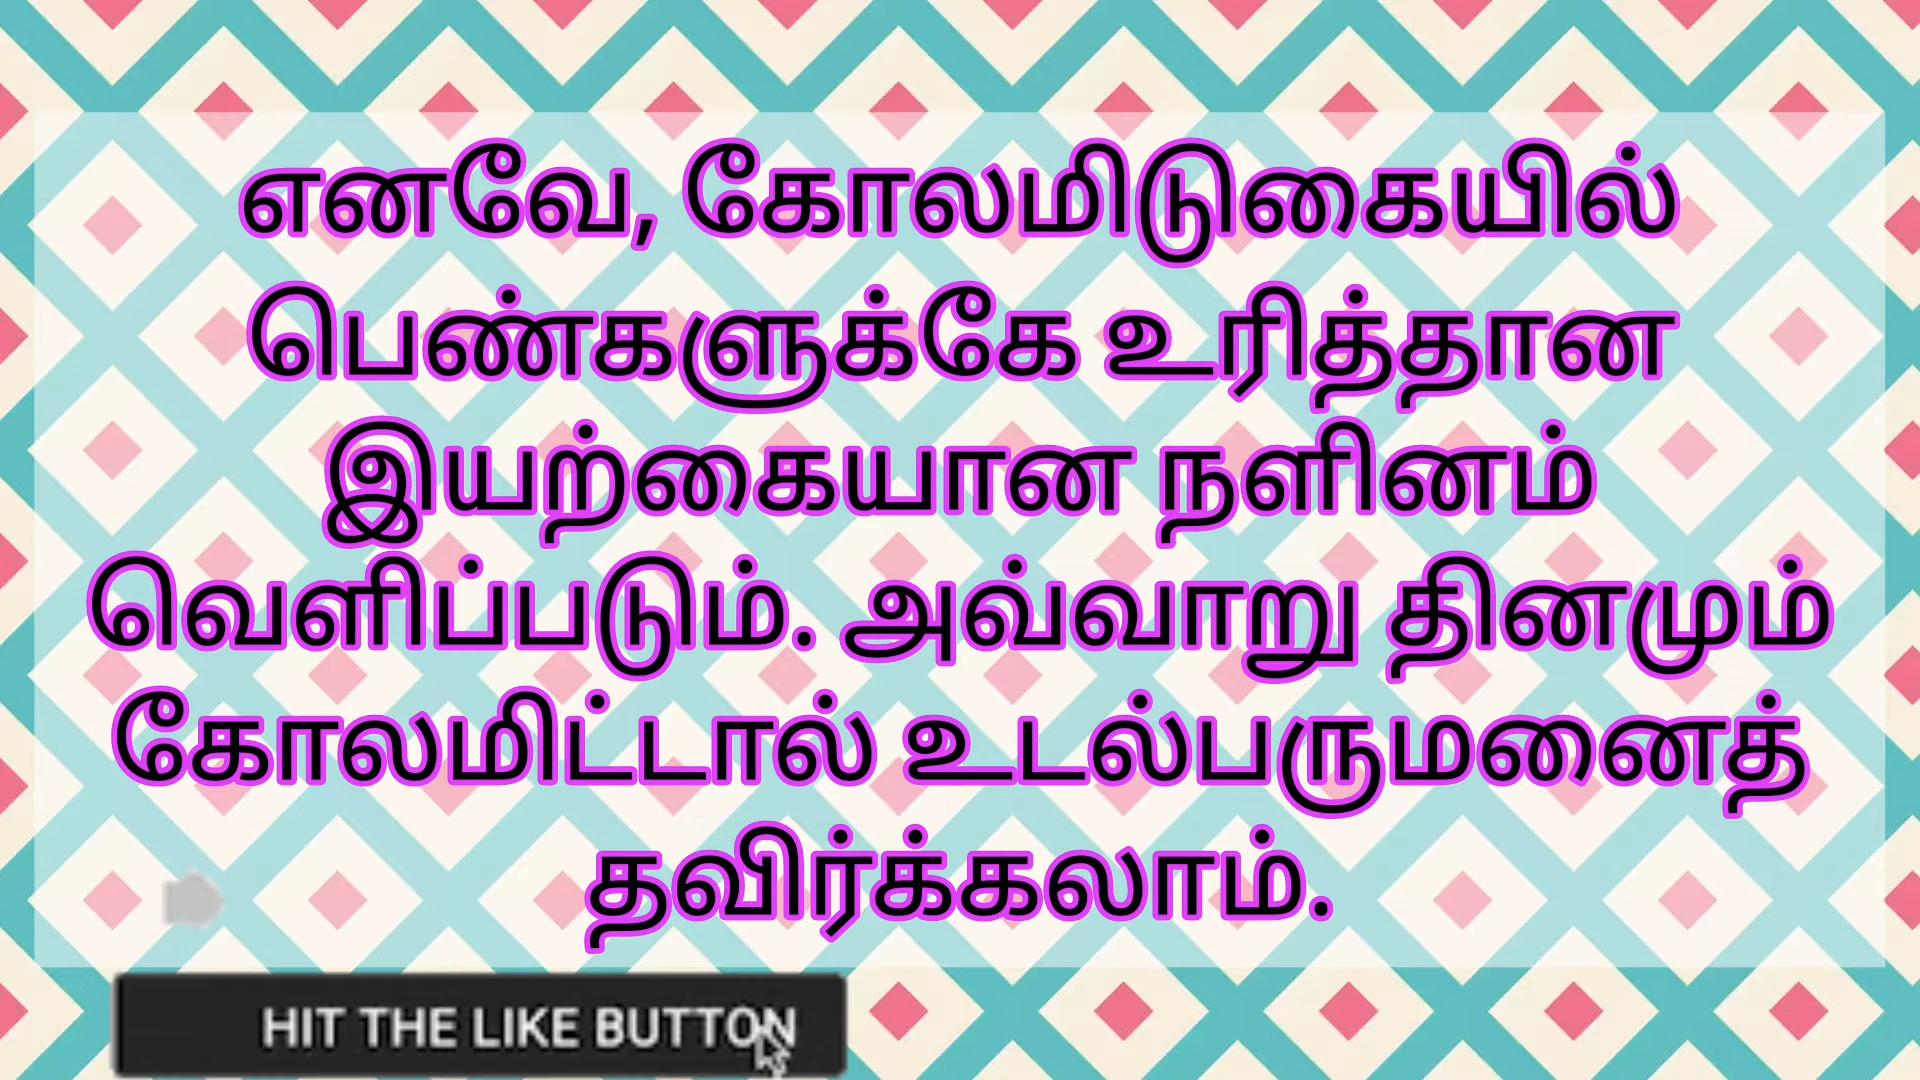 எனவே, கோலமிடுகையில்
பெண்களுக்கே உரித்தான
இயற்கையான நளினம்
வெளிப்படும். அவ்வாறு தினமும்
கோலமிட்டால் உடல்பருமனைத்
தவிர்க்கலாம்.
HIT THE LIKE BUTTON